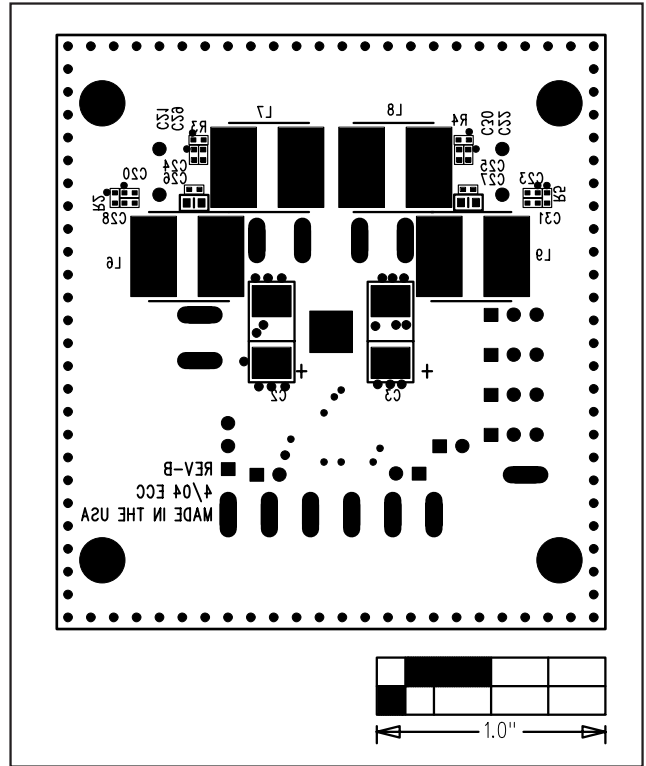 L7
L8
C21
C29
R3
R4
C30
C22
C24
C26
C25
C27
C20
C23
R2
R5
C28
C31
L6
L9
+
+
C2
C3
REV-B
4/04 ECC
MADE IN THE USA
1.0"